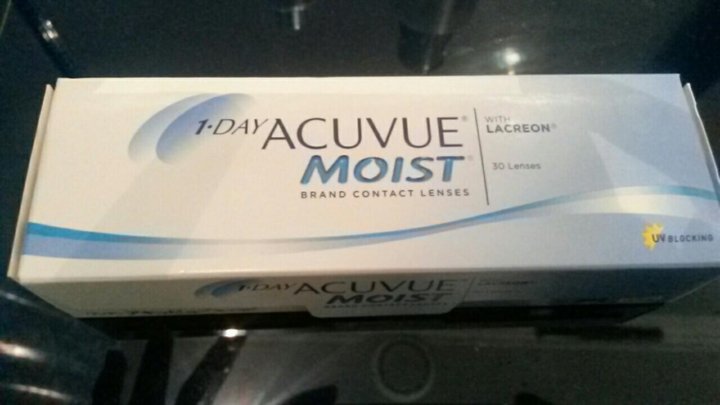 1·DAY ACUVUE®
MOIST®
BRAND CONTACT LENSES
WITH
LACREON®
30 Lenses
UV BLOCKING
1·DAY ACUVUE
MOIST